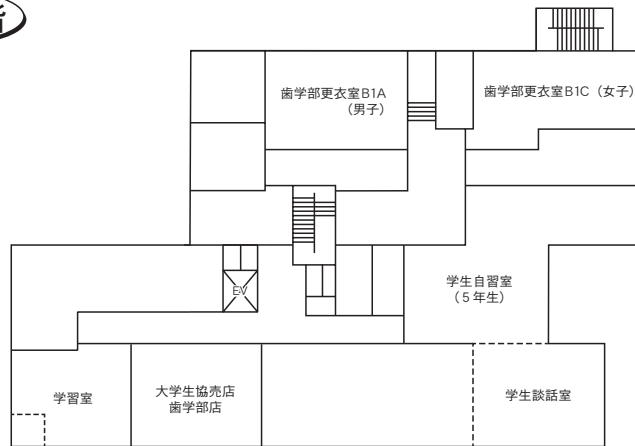 歯学部更衣室B1A
（男子）
歯学部更衣室B1C（女子）
学生自習室
（5年生）
EV
学習室
大学生協売店
歯学部店
学生談話室